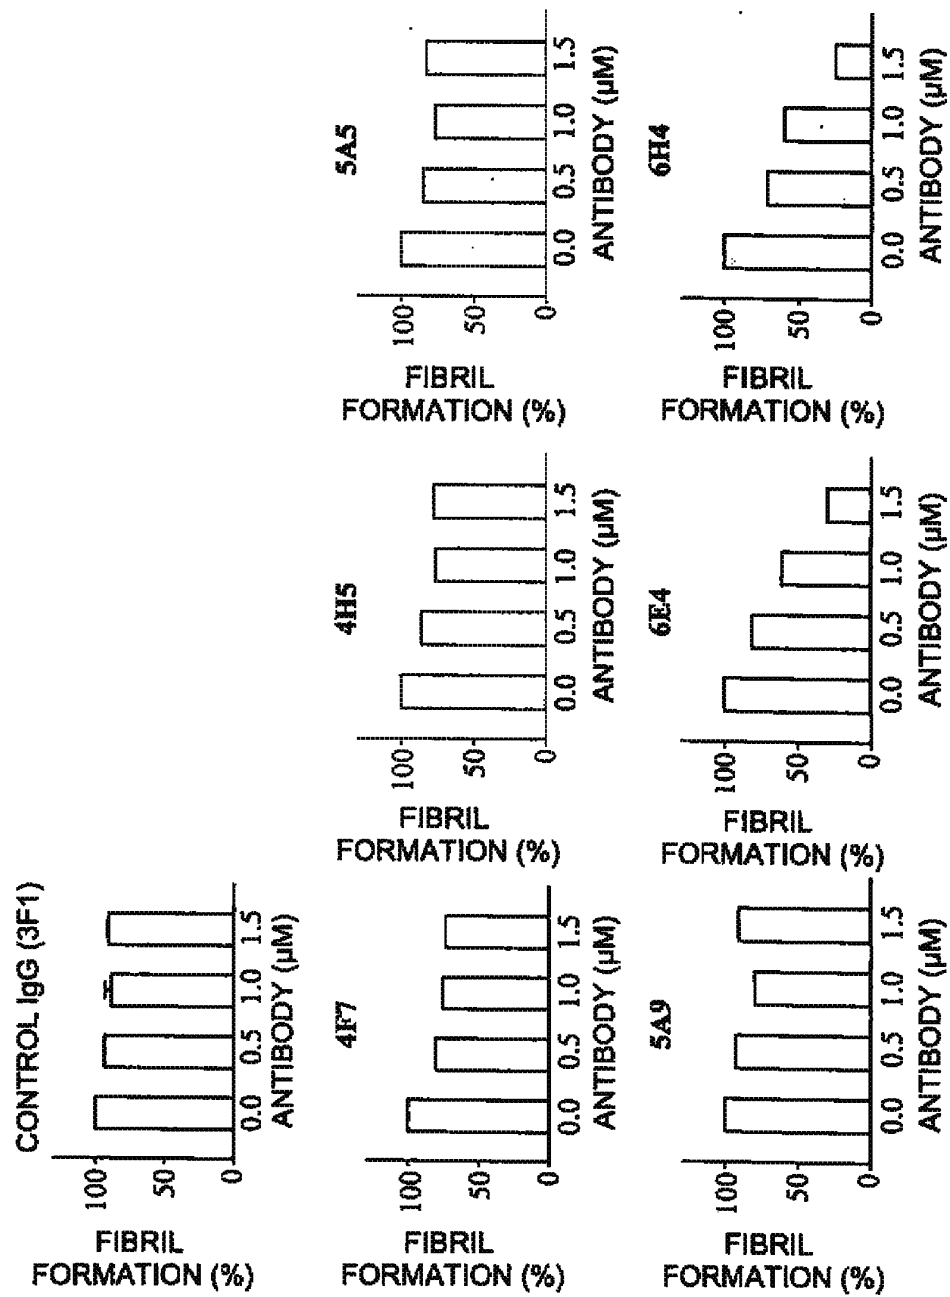 CONTROL IgG (3F1)
FIBRIL
FORMATION (%)
100
50
0
0.0 0.5 1.0 1.5
ANTIBODY (μM)
4F7
FIBRIL
FORMATION (%)
100
50
0
0.0 0.5 1.0 1.5
ANTIBODY (μM)
4H5
FIBRIL
FORMATION (%)
100
50
0
0.0 0.5 1.0 1.5
ANTIBODY (μM)
5A5
FIBRIL
FORMATION (%)
100
50
0
0.0 0.5 1.0 1.5
ANTIBODY (μM)
5A9
FIBRIL
FORMATION (%)
100
50
0
0.0 0.5 1.0 1.5
ANTIBODY (μM)
6E4
FIBRIL
FORMATION (%)
100
50
0
0.0 0.5 1.0 1.5
ANTIBODY (μM)
6H4
FIBRIL
FORMATION (%)
100
50
0
0.0 0.5 1.0 1.5
ANTIBODY (μM)